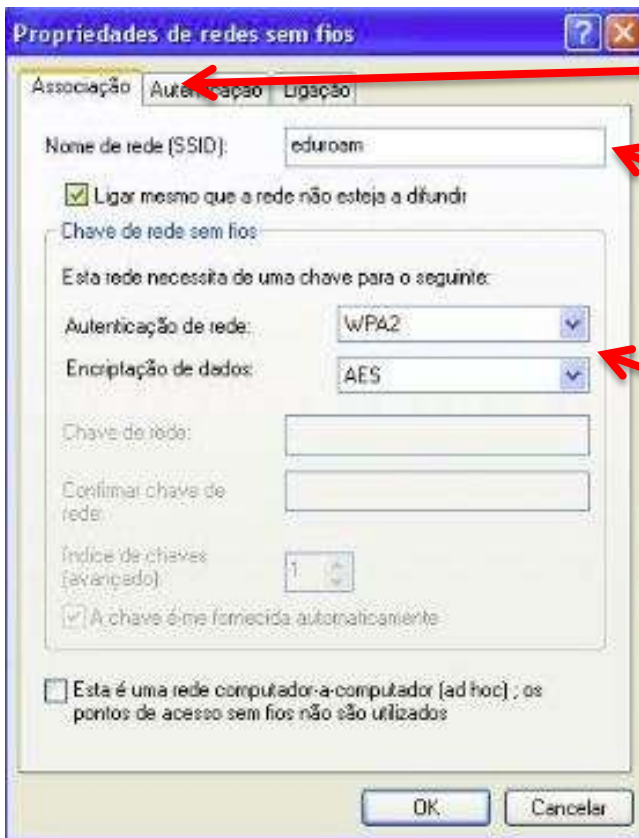 Propriedades de redes sem fios
Associação Autenticação Ligação
Nome de rede (SSID): eduroam
Ligar mesmo que a rede não esteja a difundir
Chave de rede sem fios
Esta rede necessita de uma chave para o seguinte:
Autenticação de rede: WPA2
Encriptação de dados: AES
Chave de rede:
Confirmar chave de
rede:
Índice de chaves
(avançado): 1
A chave é-me fornecida automaticamente
Esta é uma rede computador-a-computador (ad hoc) ; os
pontos de acesso sem fios não são utilizados
OK Cancelar